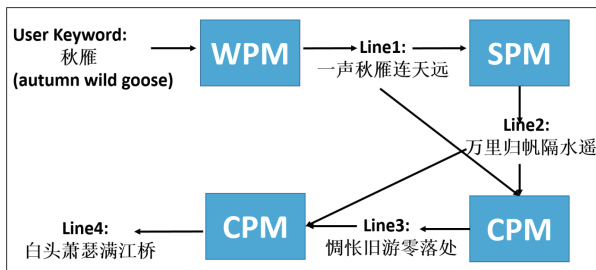 User Keyword:
秋雁
(autumn wild goose)
WPM
Line1:
一声秋雁连天远
SPM
Line2:
万里归帆隔水遥
CPM
Line3:
惆怅旧游零落处
CPM
Line4:
白头萧瑟满江桥